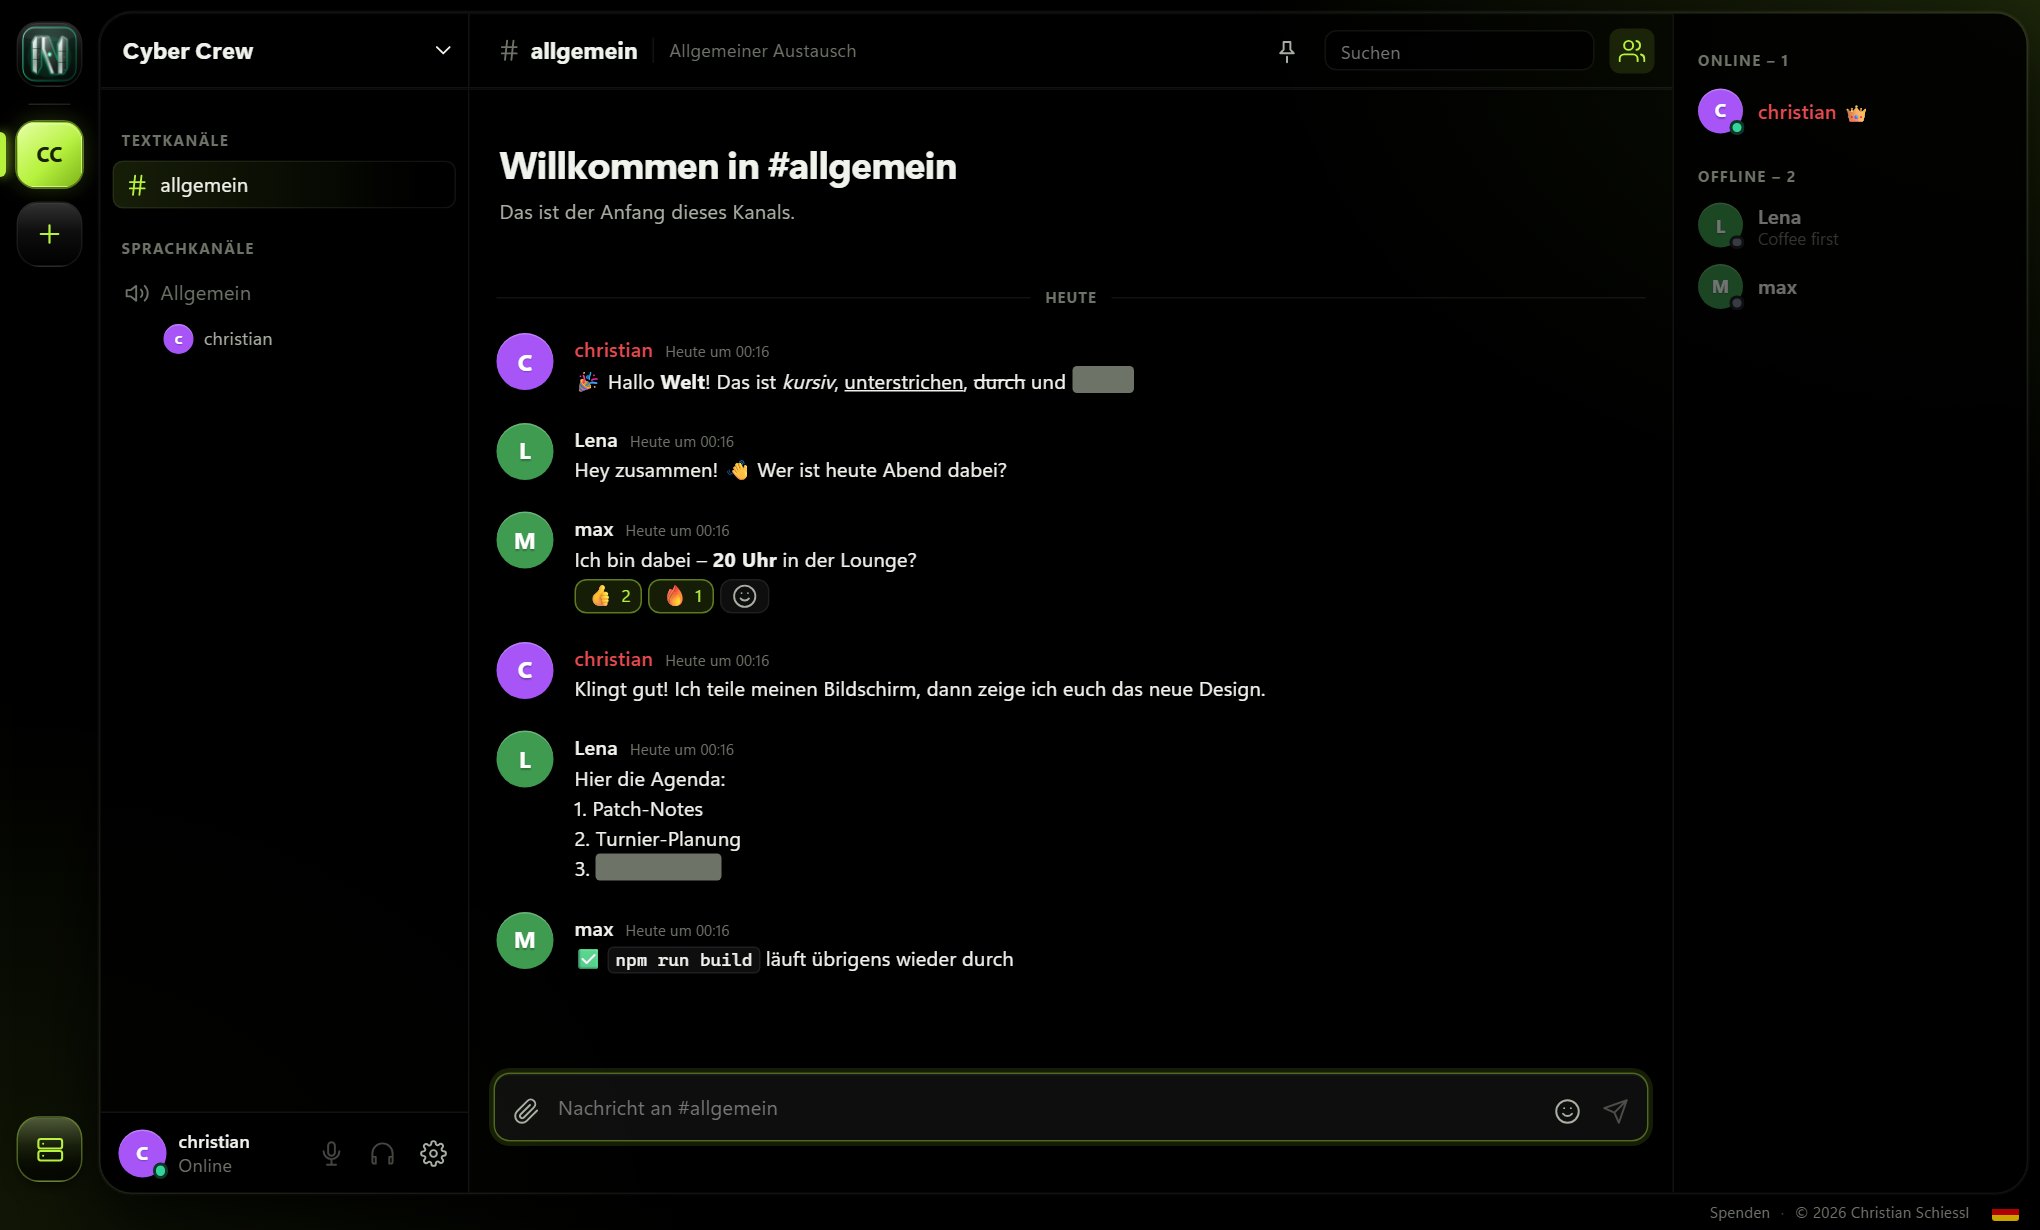 Cyber Crew
# allgemein
Allgemeiner Austausch
Suchen
CC
TEXTKANÄLE
# allgemein
SPRACHKANÄLE
Allgemein
C
christian
christian
Online
C
Willkommen in #allgemein
Das ist der Anfang dieses Kanals.
HEUTE
C
christian Heute um 00:16
🎉 Hallo Welt! Das ist kursiv, unterstrichen, durch und
L
Lena Heute um 00:16
Hey zusammen! 👋 Wer ist heute Abend dabei?
M
max Heute um 00:16
Ich bin dabei – 20 Uhr in der Lounge?
👍 2 🔥 1
C
christian Heute um 00:16
Klingt gut! Ich teile meinen Bildschirm, dann zeige ich euch das neue Design.
L
Lena Heute um 00:16
Hier die Agenda:
1. Patch-Notes
2. Turnier-Planung
3.
M
max Heute um 00:16
✅ npm run build läuft übrigens wieder durch
Nachricht an #allgemein
ONLINE – 1
C
christian 👑
OFFLINE – 2
L
Lena
Coffee first
M
max
Spenden · © 2026 Christian Schiessl